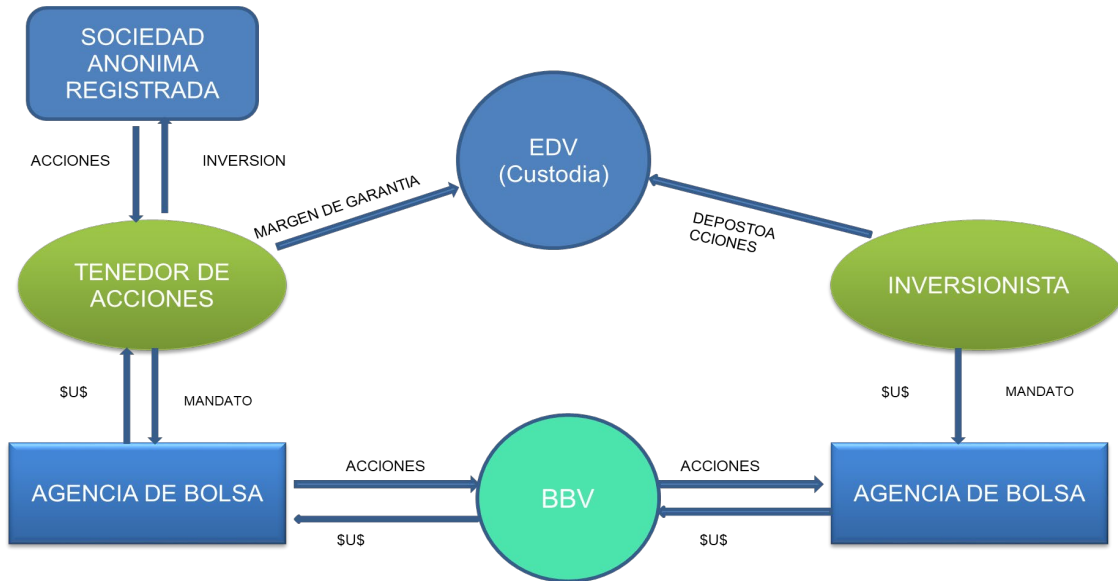 SOCIEDAD
ANONIMA
REGISTRADA
ACCIONES
INVERSION
EDV
(Custodia)
MARGEN DE GARANTIA
DEPOSTOA
CCIONES
TENEDOR DE
ACCIONES
INVERSIONISTA
$U$
MANDATO
$U$
MANDATO
AGENCIA DE BOLSA
ACCIONES
BBV
ACCIONES
AGENCIA DE BOLSA
$U$
$U$